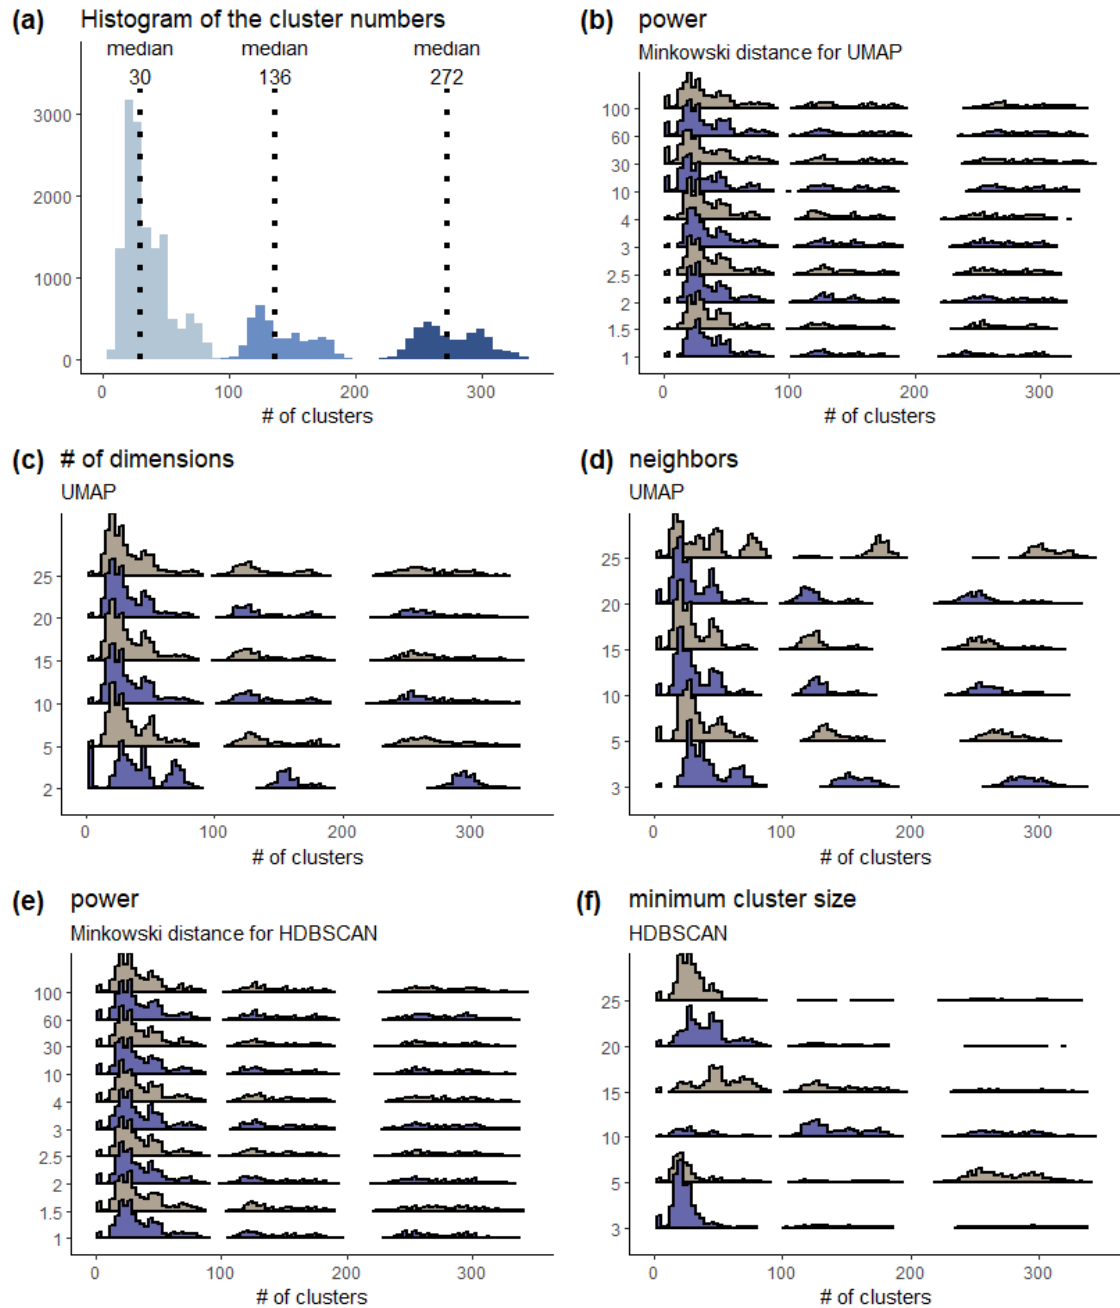 (a) Histogram of the cluster numbers
median median median
30 136 272
3000
2000
1000
0
0 100 200 300
# of clusters
(b) power
Minkowski distance for UMAP
100
60
30
10
4
3
2.5
2
1.5
1
0 100 200 300
# of clusters
(c) # of dimensions
UMAP
25
20
15
10
5
2
0 100 200 300
# of clusters
(d) neighbors
UMAP
25
20
15
10
5
3
0 100 200 300
# of clusters
(e) power
Minkowski distance for HDBSCAN
100
60
30
10
4
3
2.5
2
1.5
1
0 100 200 300
# of clusters
(f) minimum cluster size
HDBSCAN
25
20
15
10
5
3
0 100 200 300
# of clusters